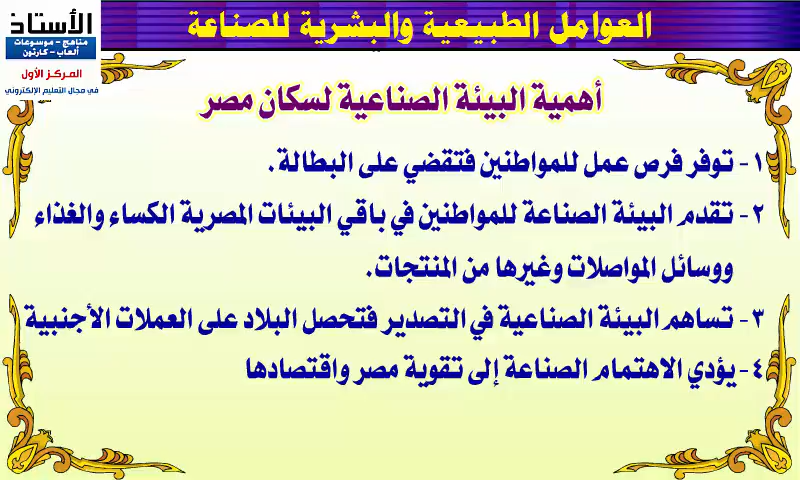 العوامل الطبيعية والبشرية للصناعة
الأستاذ
مناهج - موسوعات
ألعاب - كارتون
المركز الأول
في مجال التعليم الإلكتروني
أهمية البيئة الصناعية لسكان مصر
١- توفر فرص عمل للمواطنين فتقضي على البطالة.
٢- تقدم البيئة الصناعة للمواطنين في باقي البيئات المصرية الكساء والغذاء
ووسائل المواصلات وغيرها من المنتجات.
٣- تساهم البيئة الصناعية في التصدير فتحصل البلاد على العملات الأجنبية
٤- يؤدي الاهتمام الصناعة إلى تقوية مصر واقتصادها